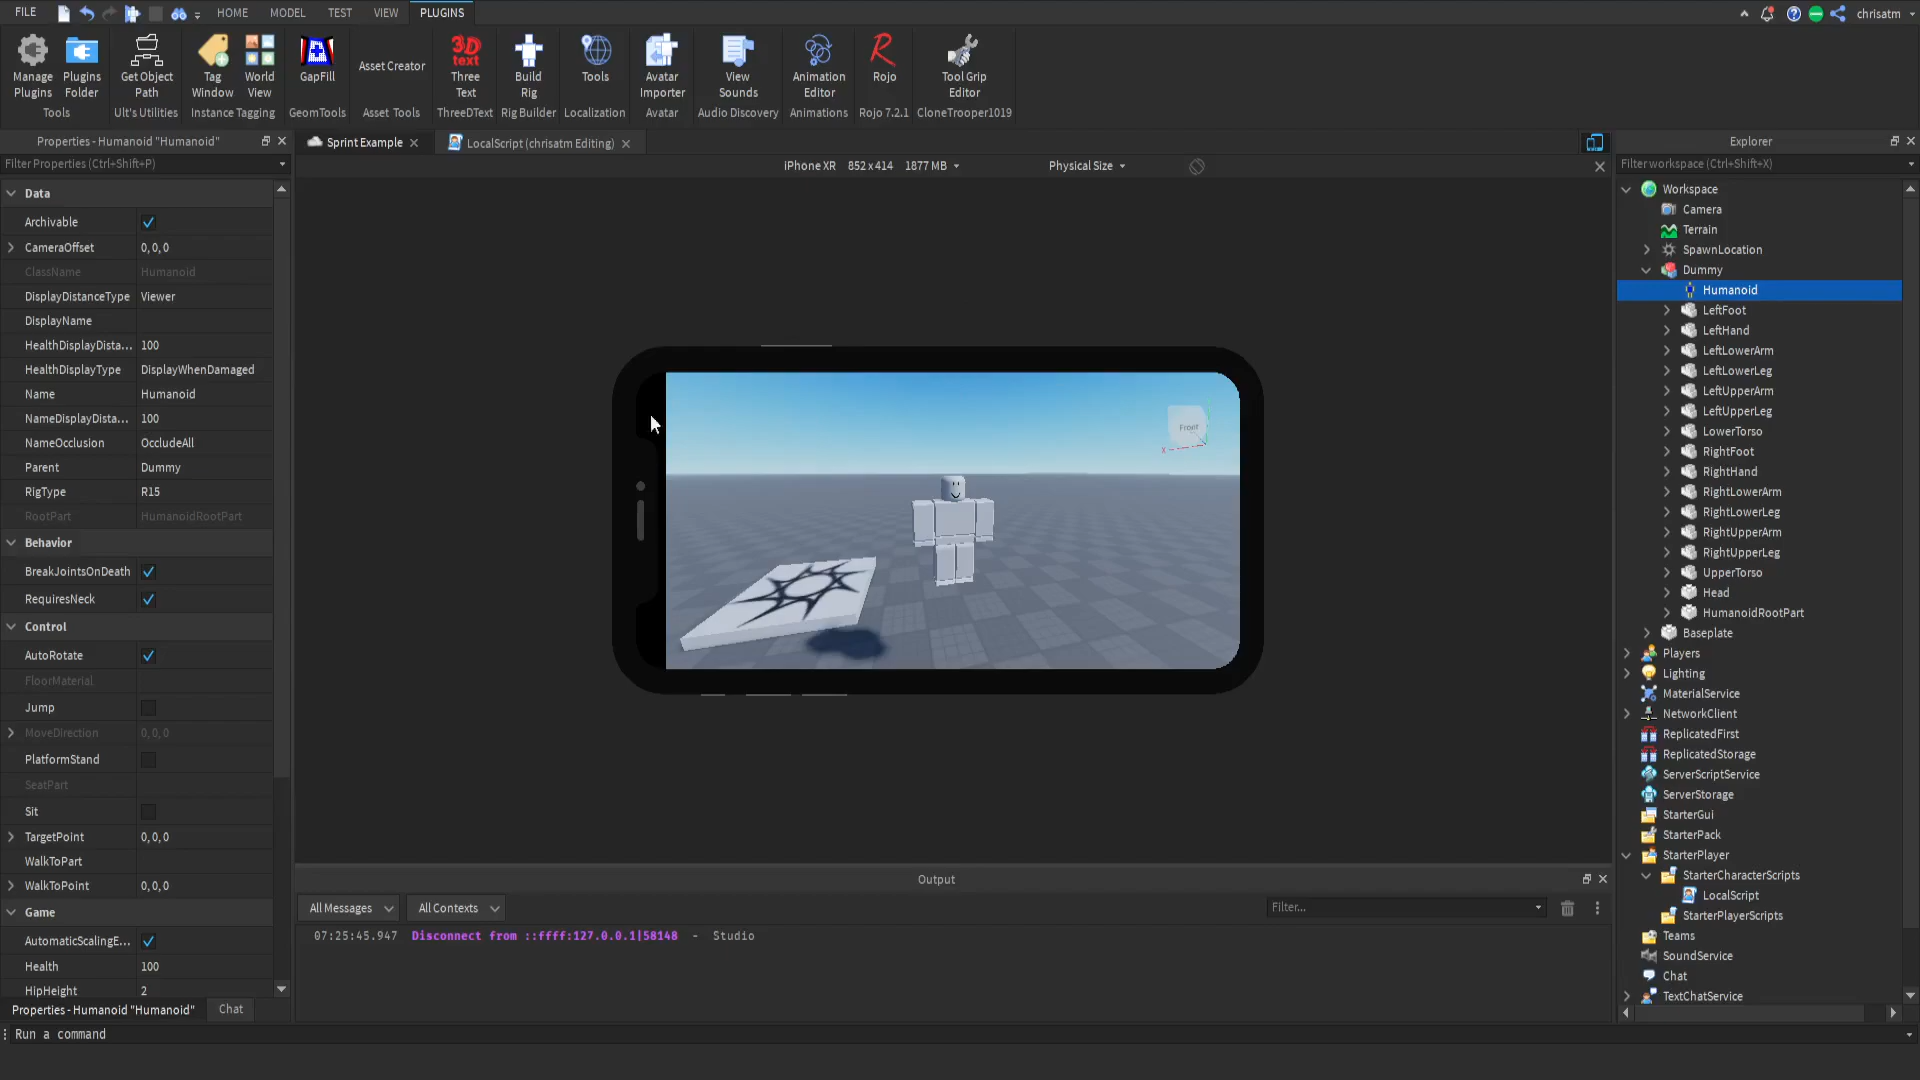 FILE HOME MODEL TEST VIEW PLUGINS chrisatm
Manage Plugins
Plugins Folder
Tools
Get Object Path
Ult's Utilities
Tag Window
World View
Instance Tagging
GapFill
GeomTools
Asset Creator
Asset Tools
3D text
Three Text
ThreeDText
Build Rig
Rig Builder
Tools
Localization
Avatar Importer
Avatar
View Sounds
Audio Discovery
Animation Editor
Animations
R
Rojo
Rojo 7.2.1
Tool Grip Editor
CloneTrooper1019
Properties - Humanoid "Humanoid"
Filter Properties (Ctrl+Shift+P)
Data
Archivable
CameraOffset 0, 0, 0
ClassName Humanoid
DisplayDistanceType Viewer
DisplayName
HealthDisplayDista... 100
HealthDisplayType DisplayWhenDamaged
Name Humanoid
NameDisplayDista... 100
NameOcclusion OccludeAll
Parent Dummy
RigType R15
RootPart HumanoidRootPart
Behavior
BreakJointsOnDeath
RequiresNeck
Control
AutoRotate
FloorMaterial
Jump
MoveDirection 0, 0, 0
PlatformStand
SeatPart
Sit
TargetPoint 0, 0, 0
WalkToPart
WalkToPoint 0, 0, 0
Game
AutomaticScalingE...
Health 100
HipHeight 2
Properties - Humanoid "Humanoid" Chat
Run a command
Sprint Example LocalScript (chrisatm Editing)
iPhone XR 852 x 414 1877 MB Physical Size
Front
X
Output
All Messages All Contexts Filter...
07:25:45.947 Disconnect from ::ffff:127.0.0.1|58148 - Studio
Explorer
Filter workspace (Ctrl+Shift+X)
Workspace
Camera
Terrain
SpawnLocation
Dummy
Humanoid
LeftFoot
LeftHand
LeftLowerArm
LeftLowerLeg
LeftUpperArm
LeftUpperLeg
LowerTorso
RightFoot
RightHand
RightLowerArm
RightLowerLeg
RightUpperArm
RightUpperLeg
UpperTorso
Head
HumanoidRootPart
Baseplate
Players
Lighting
MaterialService
NetworkClient
ReplicatedFirst
ReplicatedStorage
ServerScriptService
ServerStorage
StarterGui
StarterPack
StarterPlayer
StarterCharacterScripts
LocalScript
StarterPlayerScripts
Teams
SoundService
Chat
TextChatService